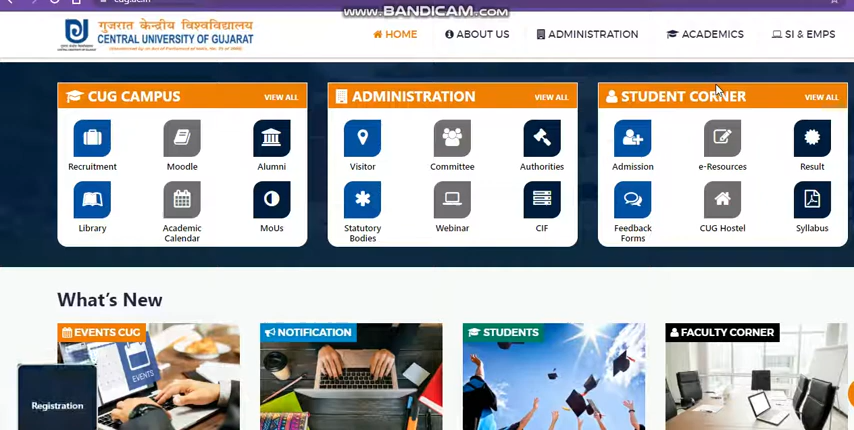 www.BANDICAM.com
गुजरात केन्द्रीय विश्वविद्यालय
CENTRAL UNIVERSITY OF GUJARAT
HOME
ABOUT US
ADMINISTRATION
ACADEMICS
SI & EMPS
CUG CAMPUS
VIEW ALL
Recruitment
Moodle
Alumni
Library
Academic
Calendar
MoUs
ADMINISTRATION
VIEW ALL
Visitor
Committee
Authorities
Statutory
Bodies
Webinar
CIF
STUDENT CORNER
VIEW ALL
Admission
e-Resources
Result
Feedback
Forms
CUG Hostel
Syllabus
What's New
EVENTS CUG
NOTIFICATION
STUDENTS
FACULTY CORNER
EVENTS
Registration